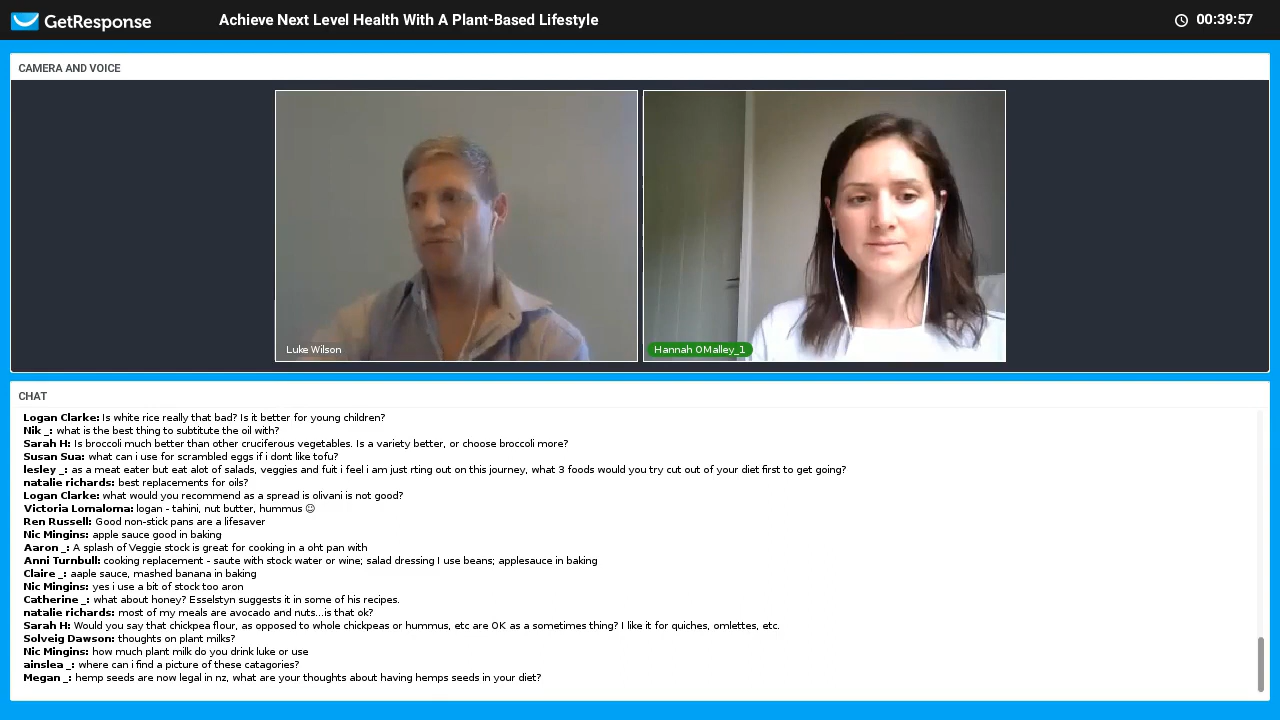 GetResponse
Achieve Next Level Health With A Plant-Based Lifestyle
00:39:57
CAMERA AND VOICE
Luke Wilson
Hannah OMalley_1
CHAT
Logan Clarke: Is white rice really that bad? Is it better for young children?
Nik _: what is the best thing to subtitute the oil with?
Sarah H: Is broccoli much better than other cruciferous vegetables. Is a variety better, or choose broccoli more?
Susan Sua: what can i use for scrambled eggs if i dont like tofu?
lesley _: as a meat eater but eat alot of salads, veggies and fuit i feel i am just rting out on this journey, what 3 foods would you try cut out of your diet first to get going?
natalie richards: best replacements for oils?
Logan Clarke: what would you recommend as a spread is olivani is not good?
Victoria Lomaloma: logan - tahini, nut butter, hummus ☺
Ren Russell: Good non-stick pans are a lifesaver
Nic Mingins: apple sauce good in baking
Aaron _: A splash of Veggie stock is great for cooking in a oht pan with
Anni Turnbull: cooking replacement - saute with stock water or wine; salad dressing I use beans; applesauce in baking
Claire _: aaple sauce, mashed banana in baking
Nic Mingins: yes i use a bit of stock too aron
Catherine _: what about honey? Esselstyn suggests it in some of his recipes.
natalie richards: most of my meals are avocado and nuts...is that ok?
Sarah H: Would you say that chickpea flour, as opposed to whole chickpeas or hummus, etc are OK as a sometimes thing? I like it for quiches, omlettes, etc.
Solveig Dawson: thoughts on plant milks?
Nic Mingins: how much plant milk do you drink luke or use
ainslea _: where can i find a picture of these catagories?
Megan _: hemp seeds are now legal in nz, what are your thoughts about having hemps seeds in your diet?